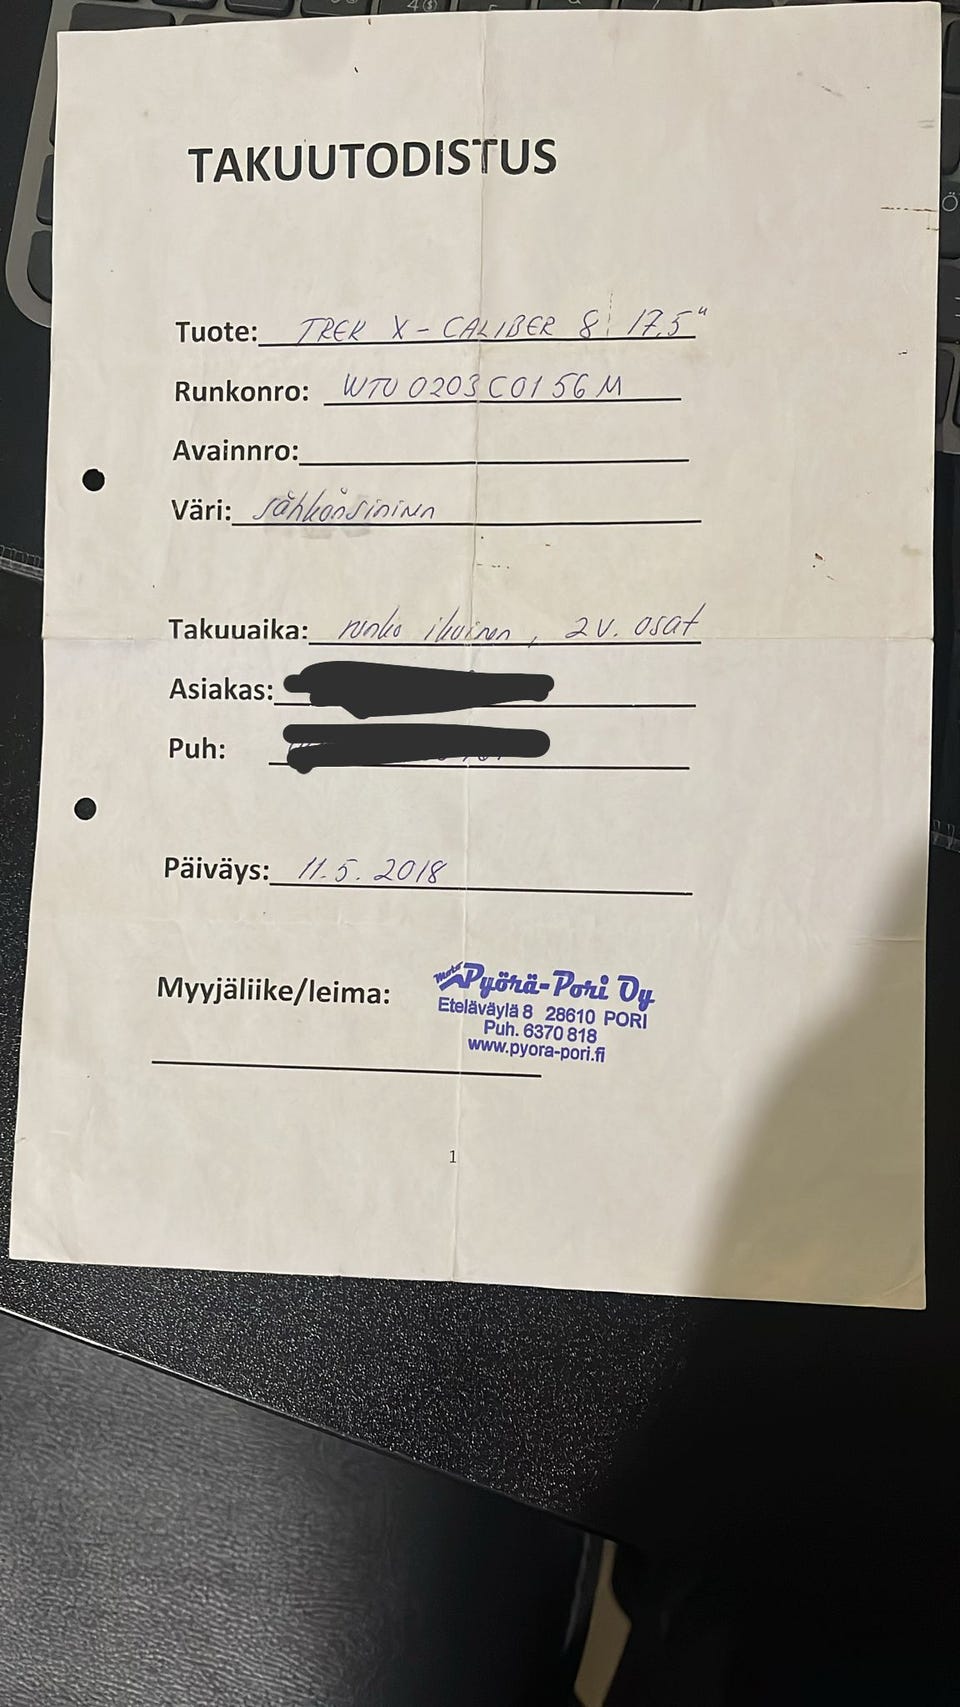 TAKUUTODISTUS
Tuote: TREK X-CALIBER 8 17,5"
Runkonro: WTU 0203 C0156 M
Avainnro:
Väri: sähkönsininen
Takuuaika: runko ikuinen, 2 v. osat
Asiakas:
Puh:
Päiväys: 11.5.2018
Myyjäliike/leima:
Moto Pyörä-Pori Oy
Eteläväylä 8 28610 PORI
Puh. 6370 818
www.pyora-pori.fi
1